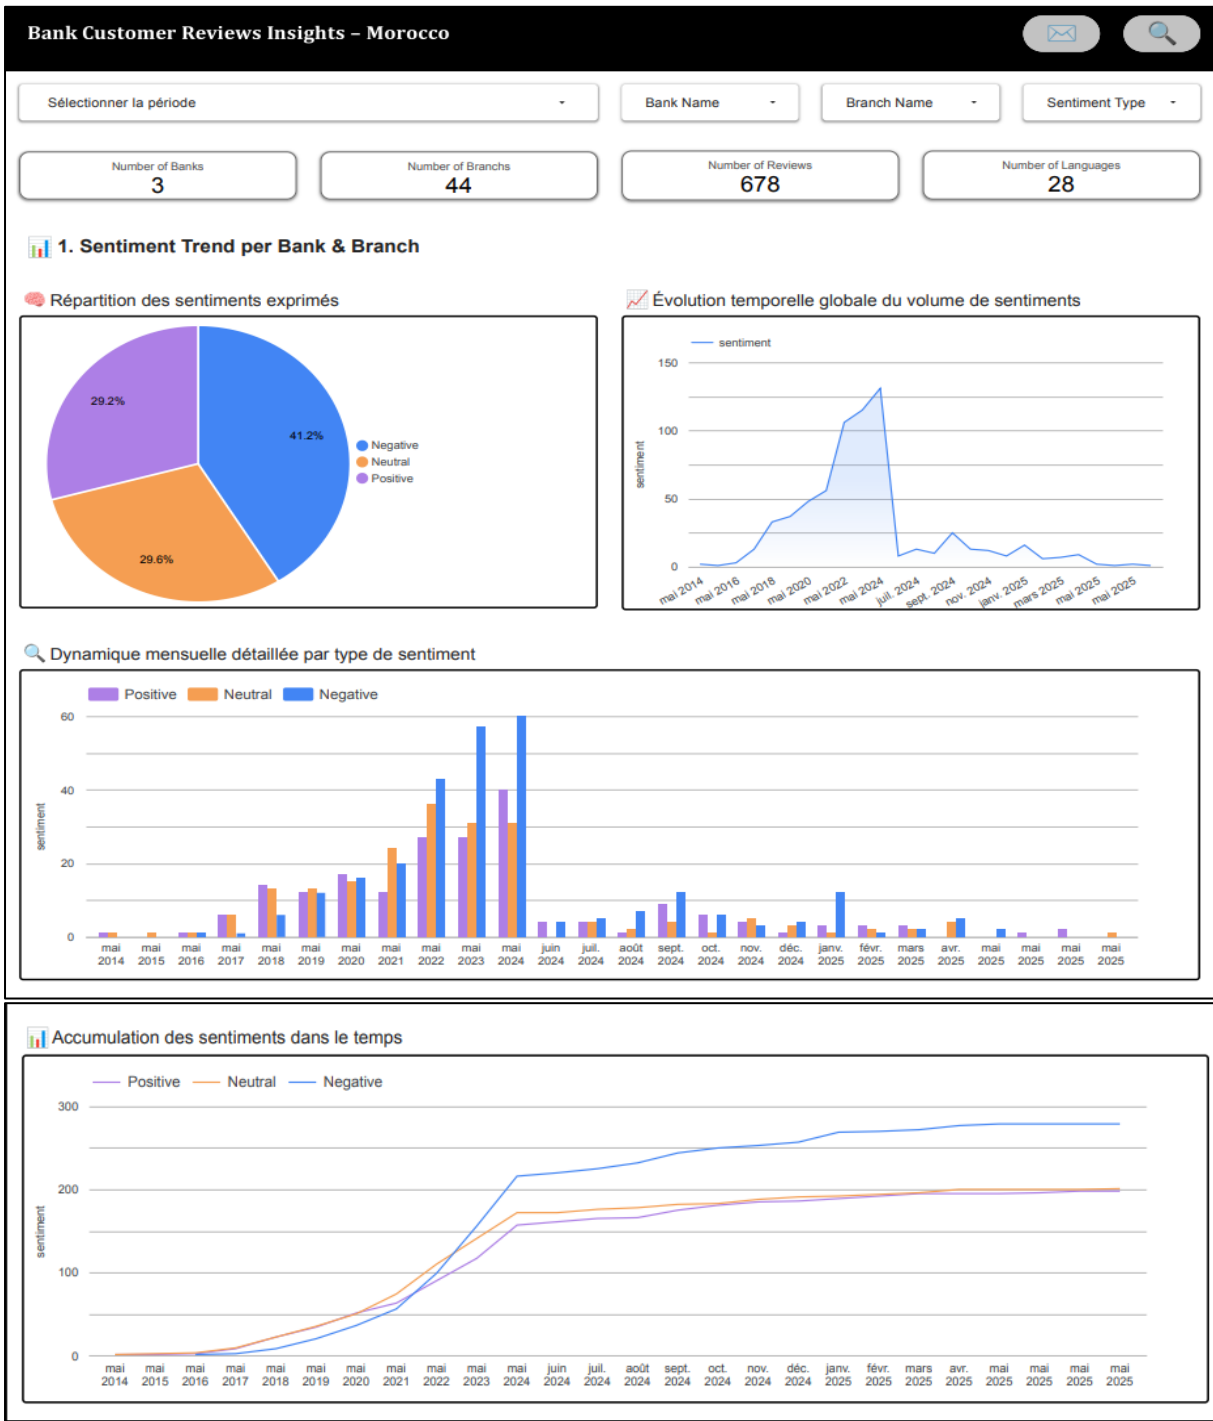 Bank Customer Reviews Insights – Morocco
Sélectionner la période
Bank Name
Branch Name
Sentiment Type
Number of Banks
3
Number of Branchs
44
Number of Reviews
678
Number of Languages
28
1. Sentiment Trend per Bank & Branch
Répartition des sentiments exprimés
29.2%
41.2%
29.6%
Negative
Neutral
Positive
Évolution temporelle globale du volume de sentiments
sentiment
150
100
50
0
sentiment
mai 2014 mai 2016 mai 2018 mai 2020 mai 2022 mai 2024 juil. 2024 sept. 2024 nov. 2024 janv. 2025 mars 2025 mai 2025 mai 2025
Dynamique mensuelle détaillée par type de sentiment
Positive Neutral Negative
60
40
20
0
sentiment
mai mai mai mai mai mai mai mai mai mai mai juin juil. août sept. oct. nov. déc. janv. févr. mars avr. mai mai mai mai
2014 2015 2016 2017 2018 2019 2020 2021 2022 2023 2024 2024 2024 2024 2024 2024 2024 2024 2025 2025 2025 2025 2025 2025 2025 2025
Accumulation des sentiments dans le temps
Positive Neutral Negative
300
200
100
0
sentiment
mai mai mai mai mai mai mai mai mai mai mai juin juil. août sept. oct. nov. déc. janv. févr. mars avr. mai mai mai mai
2014 2015 2016 2017 2018 2019 2020 2021 2022 2023 2024 2024 2024 2024 2024 2024 2024 2024 2025 2025 2025 2025 2025 2025 2025 2025